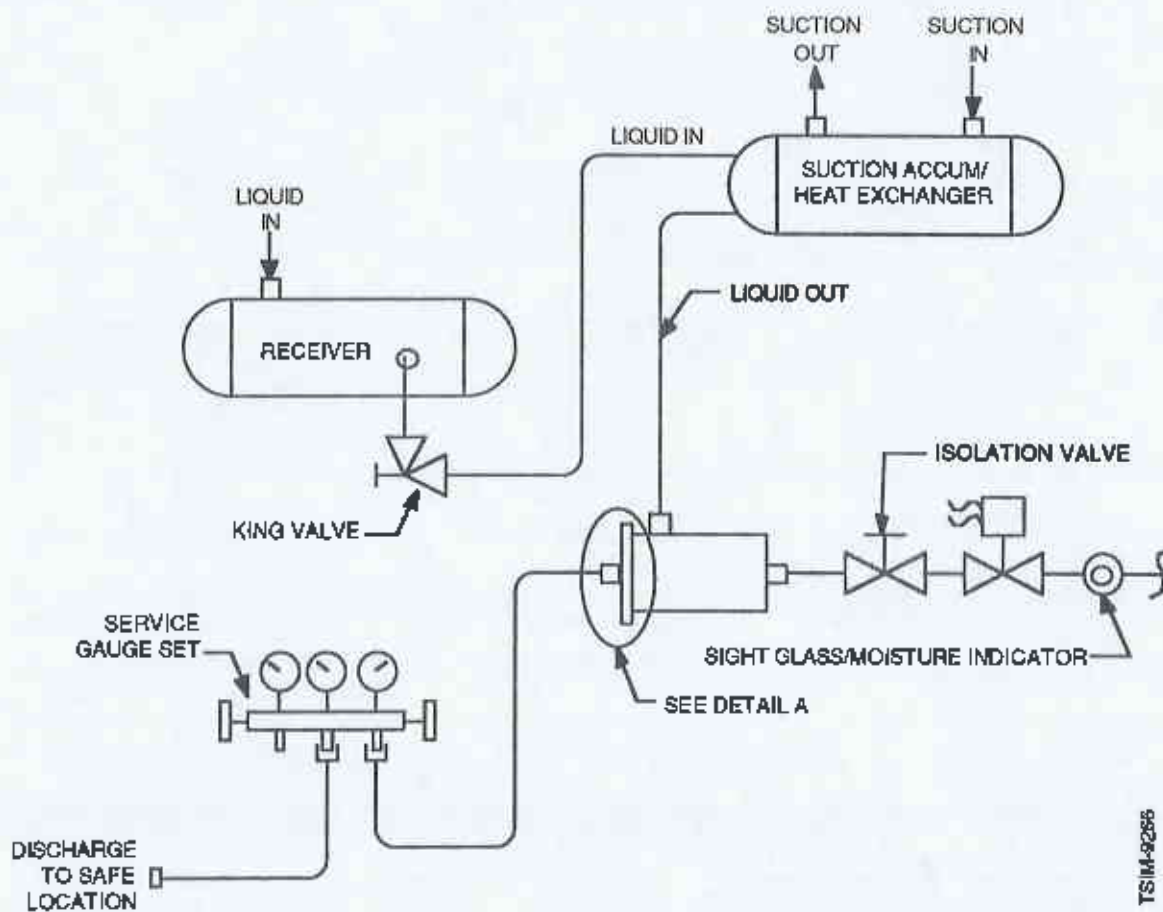 SUCTION
OUT
SUCTION
IN
LIQUID IN
SUCTION ACCUM/
HEAT EXCHANGER
LIQUID
IN
LIQUID OUT
RECEIVER
ISOLATION VALVE
KING VALVE
SERVICE
GAUGE SET
SIGHT GLASS/MOISTURE INDICATOR
SEE DETAIL A
DISCHARGE
TO SAFE
LOCATION
TSIM-9266